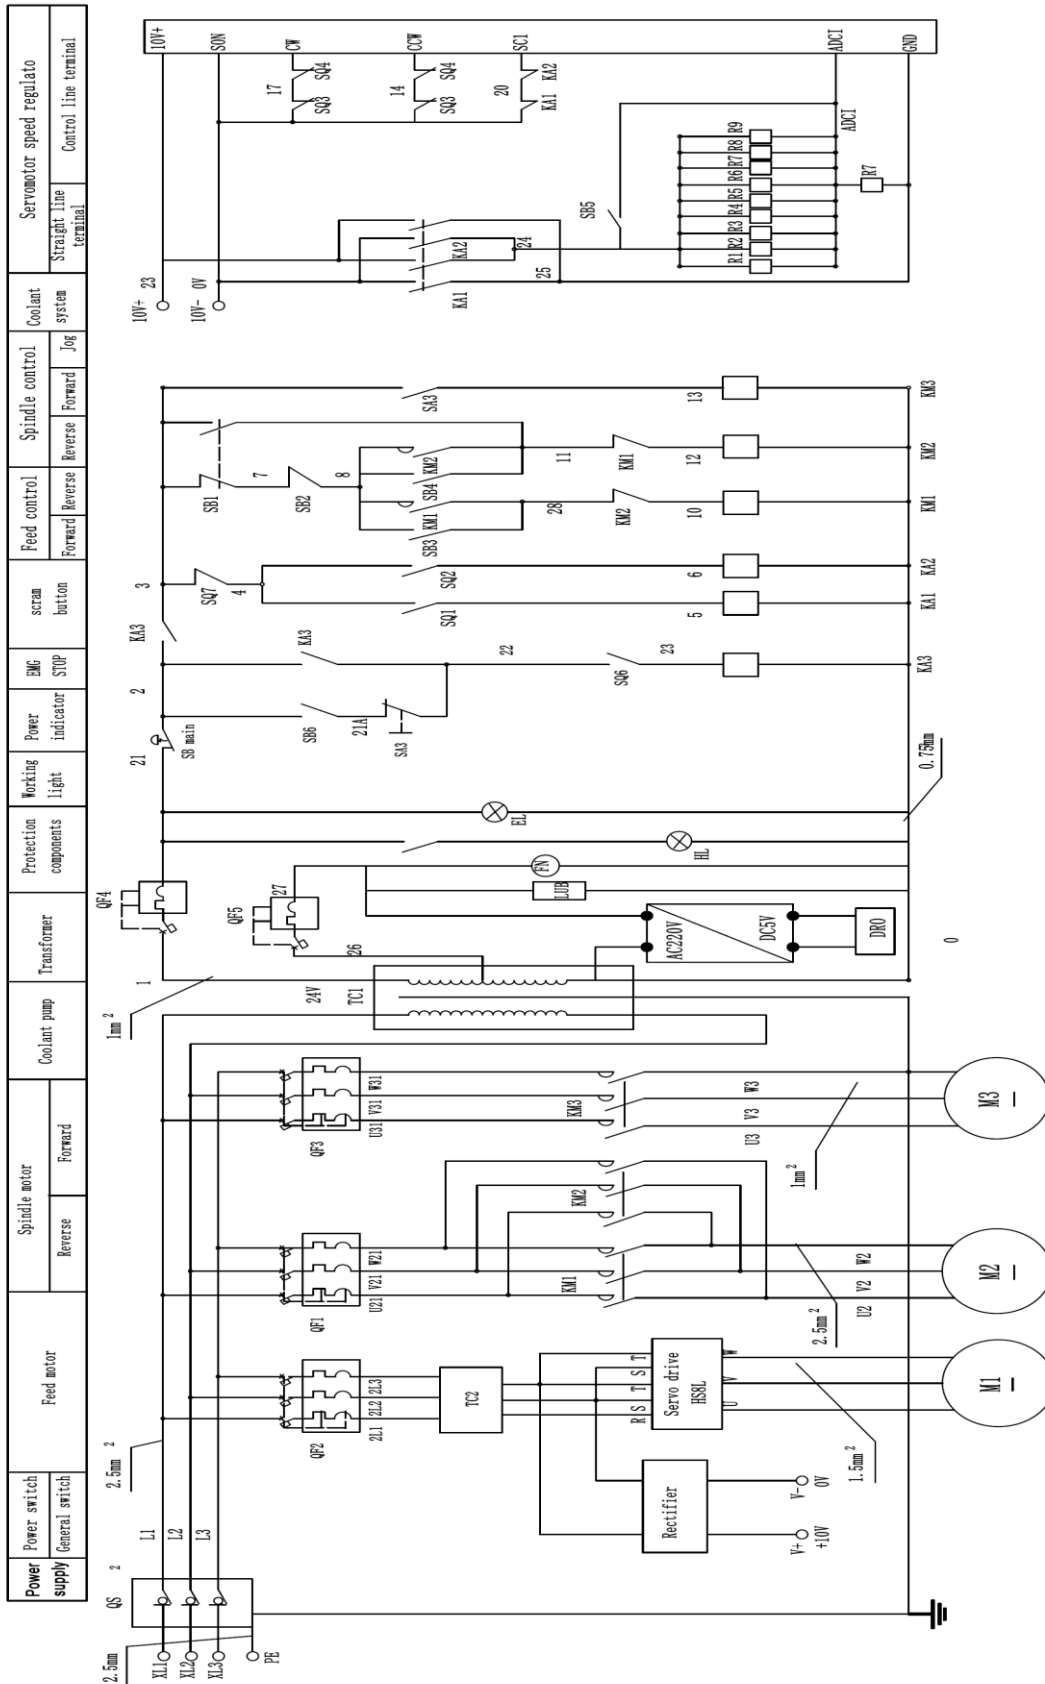 Power supply
Power switch
General switch
Feed motor
Spindle motor
Reverse
Forward
Coolant pump
Transformer
Protection components
Working light
Power indicator
EMG STOP
scram button
Feed control
Forward
Reverse
Spindle control
Reverse
Forward
Jog
Coolant system
Servomotor speed regulato
Straight line terminal
Control line terminal
2.5mm 2
QS
XL1
XL2
XL3
PE
L1
L2
L3
2.5mm 2
QF2
2L1
2L2
2L3
TC2
R S T S T
Servo drive
HS8L
U V W
Rectifier
V+ +10V
V- 0V
1.5mm 2
M1
QF1
U21
V21
W21
KM1
KM2
U2
V2
W2
2.5mm 2
M2
QF3
U31
V31
W31
KM3
U3
V3
W3
1mm 2
M3
1mm 2
1
24V
TC1
26
QF4
QF5
27
AC220V
DC5V
DRO
0
LUB
FN
HL
EL
0.75mm
21
SB main
2
SB6
21A
SA3
KA3
22
SQ6
23
KA3
KA3
3
SQ7
4
SQ1
5
KA1
SQ2
6
KA2
SB1
7
SB2
8
SB3
KM1
28
KM2
10
KM1
SB4
KM2
11
KM1
12
KM2
SA3
13
KM3
10V+
23
10V-
0V
KA1
KA2
24
25
SB5
R1
R2
R3
R4
R5
R6
R7
R8
R9
R7
ADCI
SQ3
17
SQ4
SQ3
14
SQ4
KA1
20
KA2
10V+
SON
CW
CCW
SC1
ADCI
GND